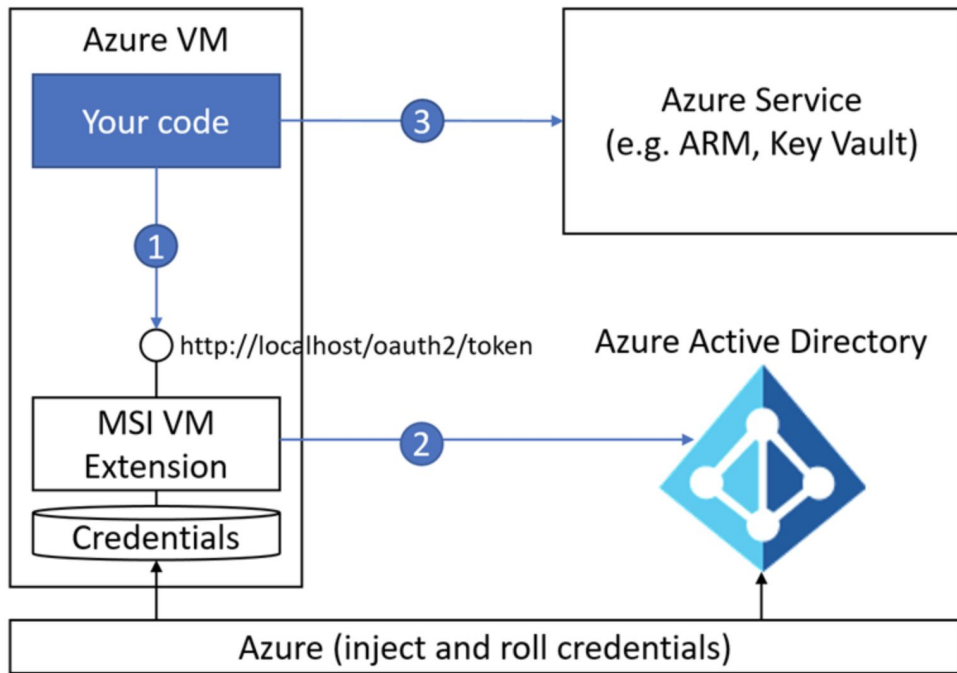 Azure VM
Your code
3
Azure Service
(e.g. ARM, Key Vault)
1
http://localhost/oauth2/token
Azure Active Directory
MSI VM
Extension
2
Credentials
Azure (inject and roll credentials)